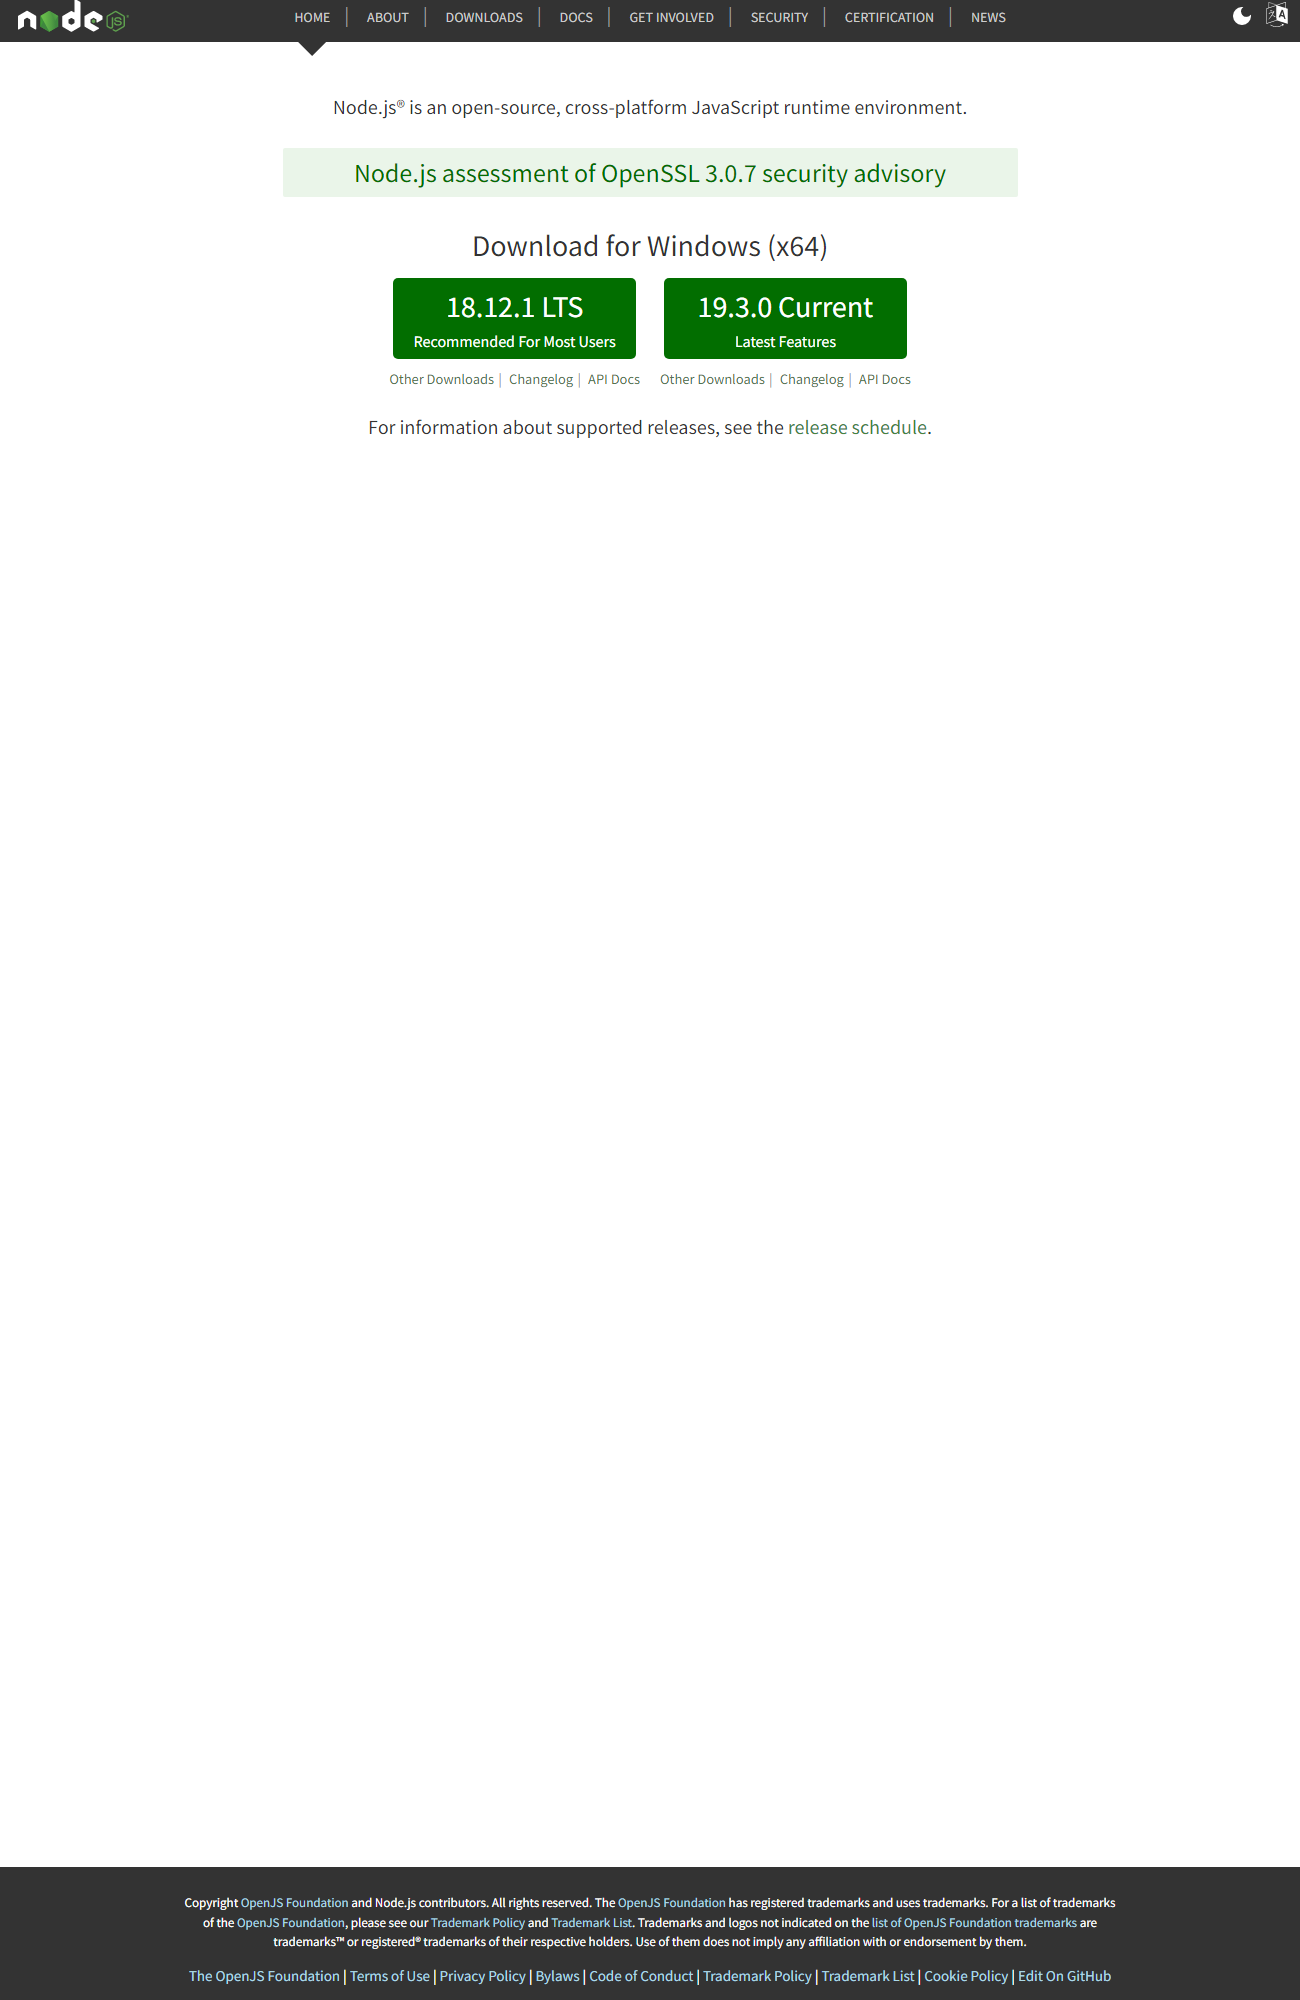 node JS
HOME | ABOUT | DOWNLOADS | DOCS | GET INVOLVED | SECURITY | CERTIFICATION | NEWS
Node.js® is an open-source, cross-platform JavaScript runtime environment.
Node.js assessment of OpenSSL 3.0.7 security advisory
Download for Windows (x64)
18.12.1 LTS
Recommended For Most Users
19.3.0 Current
Latest Features
Other Downloads | Changelog | API Docs
Other Downloads | Changelog | API Docs
For information about supported releases, see the release schedule.
Copyright OpenJS Foundation and Node.js contributors. All rights reserved. The OpenJS Foundation has registered trademarks and uses trademarks. For a list of trademarks
of the OpenJS Foundation, please see our Trademark Policy and Trademark List. Trademarks and logos not indicated on the list of OpenJS Foundation trademarks are
trademarks™ or registered® trademarks of their respective holders. Use of them does not imply any affiliation with or endorsement by them.
The OpenJS Foundation | Terms of Use | Privacy Policy | Bylaws | Code of Conduct | Trademark Policy | Trademark List | Cookie Policy | Edit On GitHub